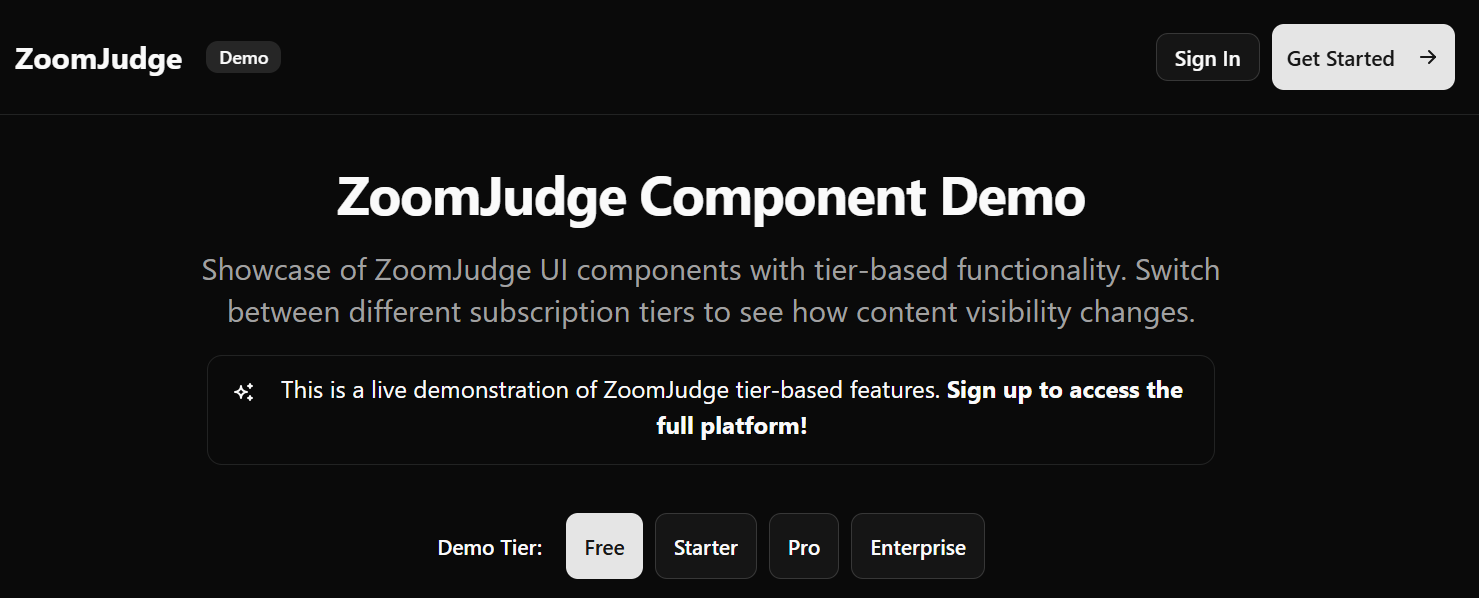 ZoomJudge Demo Sign In Get Started
ZoomJudge Component Demo
Showcase of ZoomJudge UI components with tier-based functionality. Switch
between different subscription tiers to see how content visibility changes.
This is a live demonstration of ZoomJudge tier-based features. Sign up to access the
full platform!
Demo Tier: Free Starter Pro Enterprise